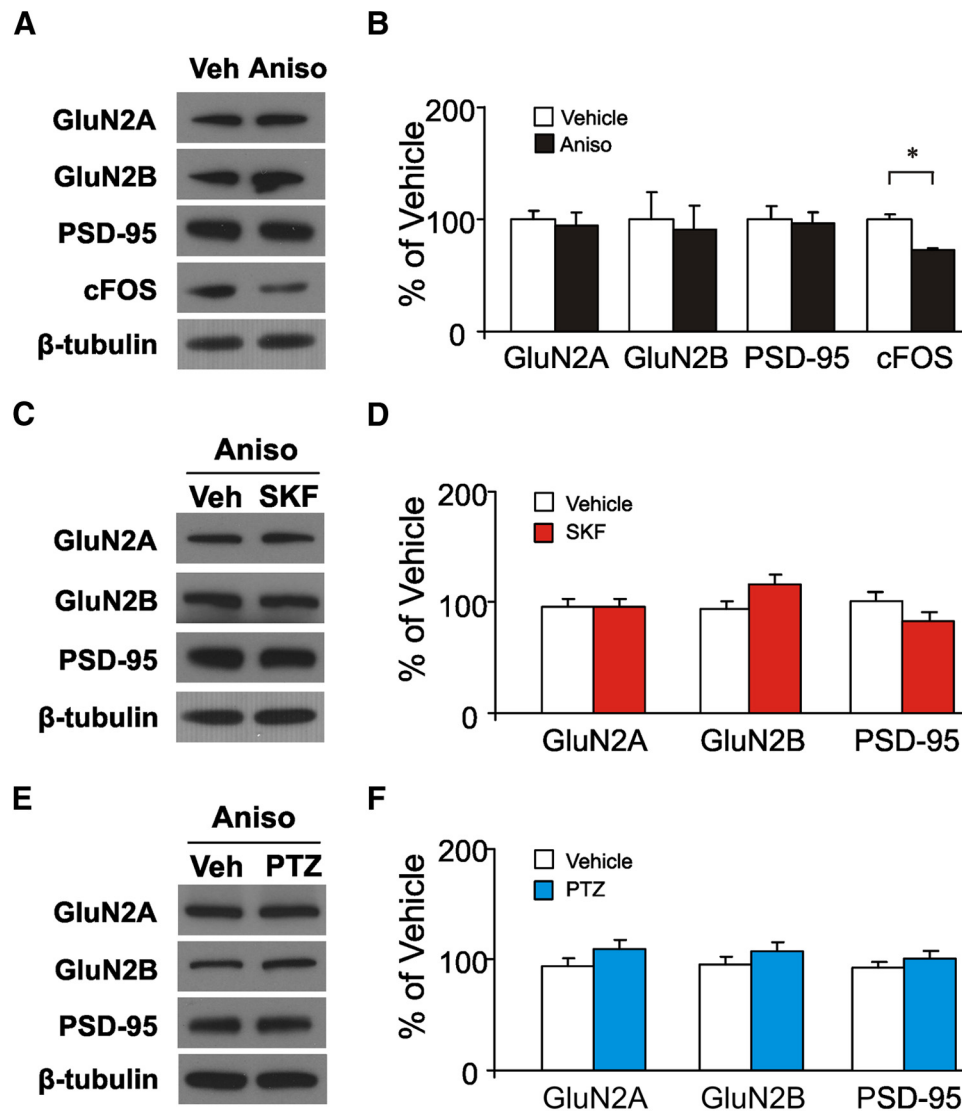 A
Veh Aniso
GluN2A
GluN2B
PSD-95
cFOS
β-tubulin
B
% of Vehicle
200
100
0
Vehicle
Aniso
*
GluN2A GluN2B PSD-95 cFOS
C
Aniso
Veh SKF
GluN2A
GluN2B
PSD-95
β-tubulin
D
% of Vehicle
200
100
0
Vehicle
SKF
GluN2A GluN2B PSD-95
E
Aniso
Veh PTZ
GluN2A
GluN2B
PSD-95
β-tubulin
F
% of Vehicle
200
100
0
Vehicle
PTZ
GluN2A GluN2B PSD-95